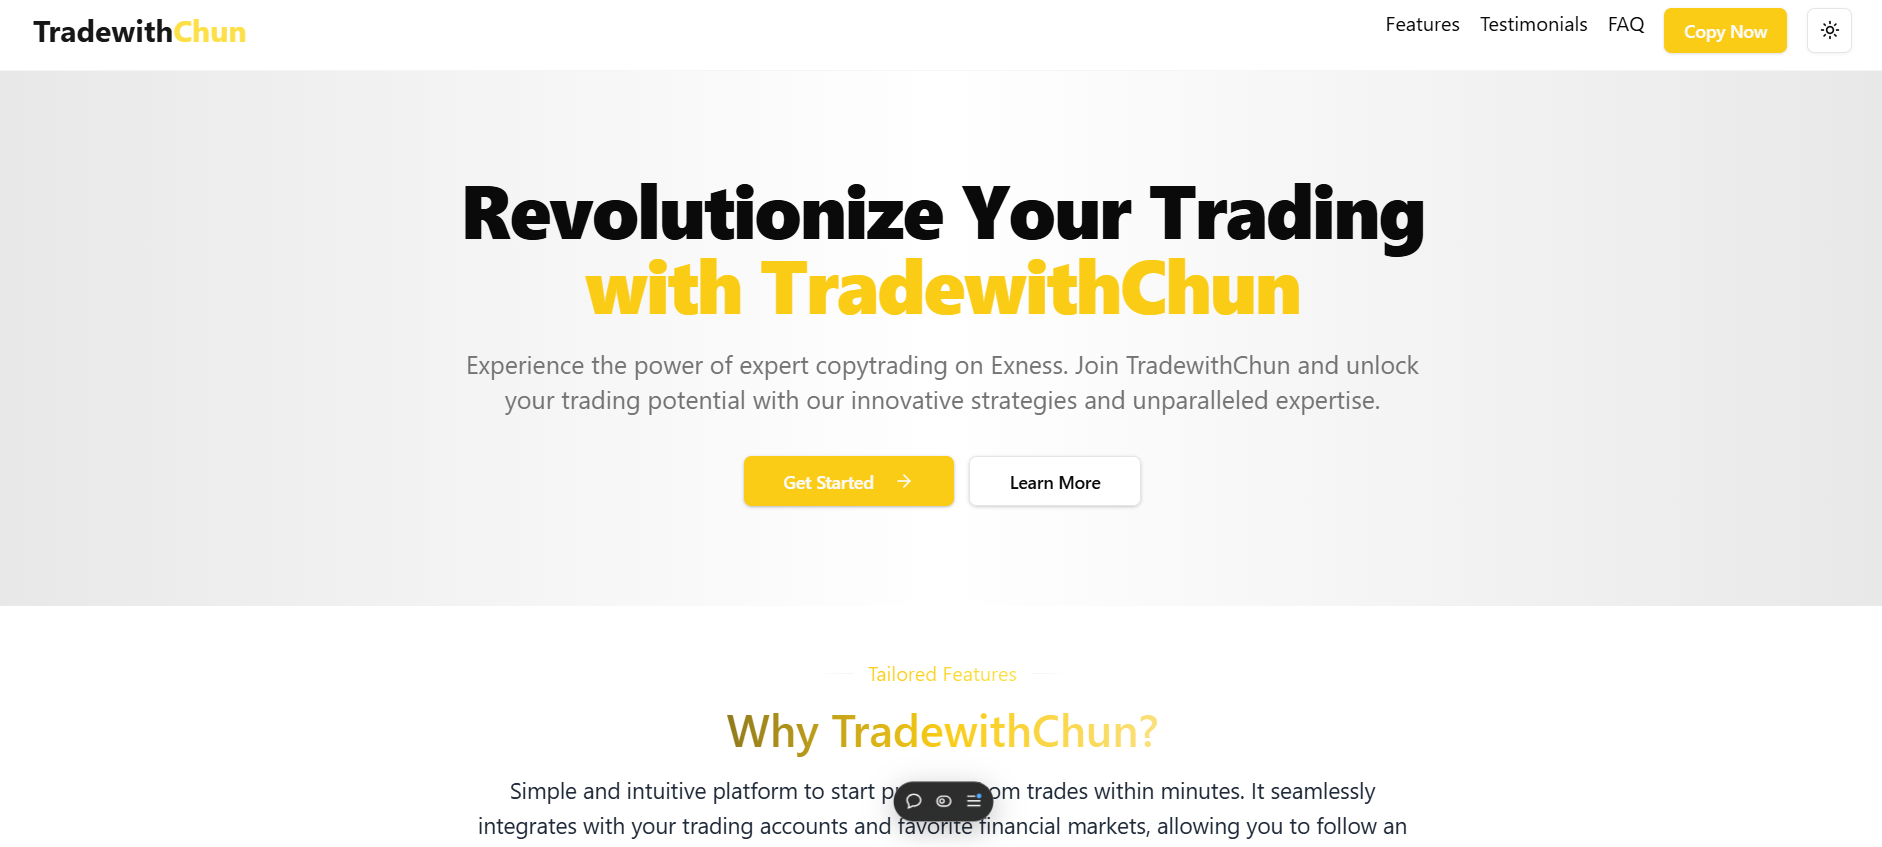 TradewithChun
Features Testimonials FAQ Copy Now
Revolutionize Your Trading
with TradewithChun
Experience the power of expert copytrading on Exness. Join TradewithChun and unlock
your trading potential with our innovative strategies and unparalleled expertise.
Get Started Learn More
Tailored Features
Why TradewithChun?
Simple and intuitive platform to start trades within minutes. It seamlessly
integrates with your trading accounts and favorite financial markets, allowing you to follow an